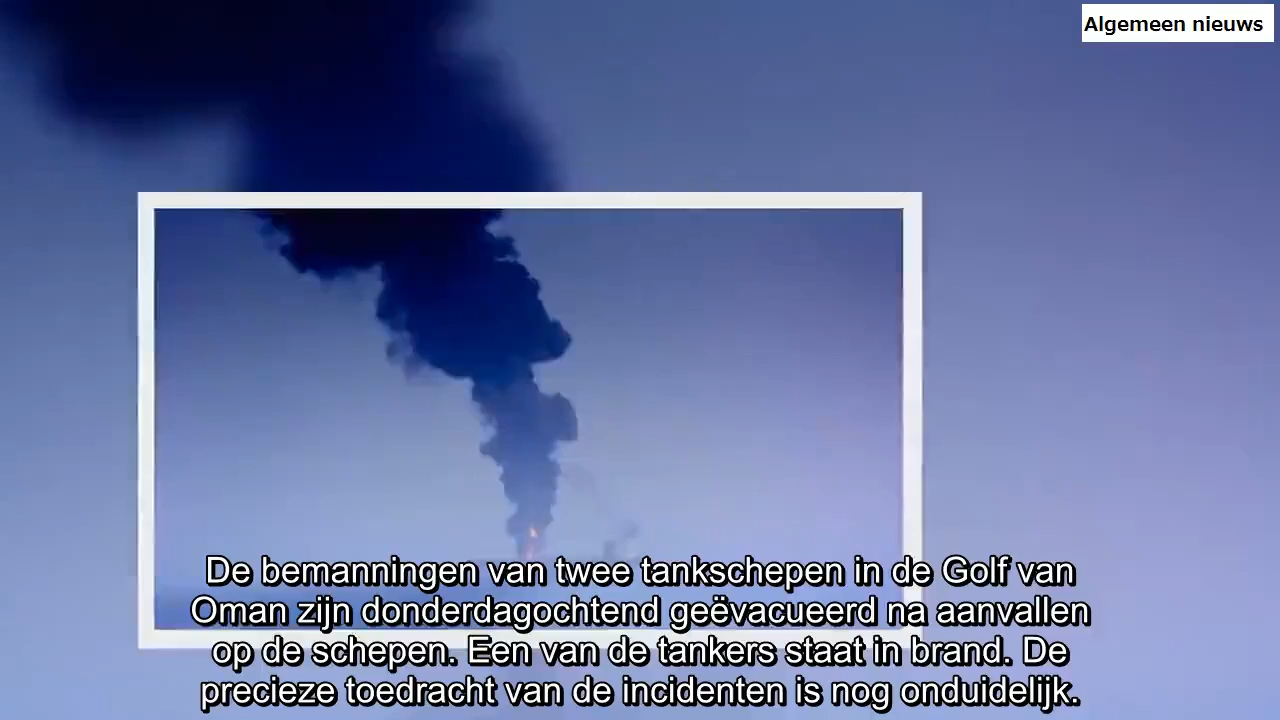 Algemeen nieuws
De bemanningen van twee tankschepen in de Golf van
Oman zijn donderdagochtend geëvacueerd na aanvallen
op de schepen. Een van de tankers staat in brand. De
precieze toedracht van de incidenten is nog onduidelijk.